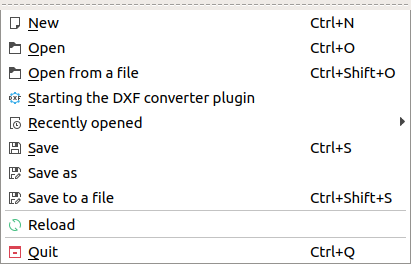 New Ctrl+N
Open Ctrl+O
Open from a file Ctrl+Shift+O
DXF Starting the DXF converter plugin
Recently opened
Save Ctrl+S
Save as
Save to a file Ctrl+Shift+S
Reload
Quit Ctrl+Q